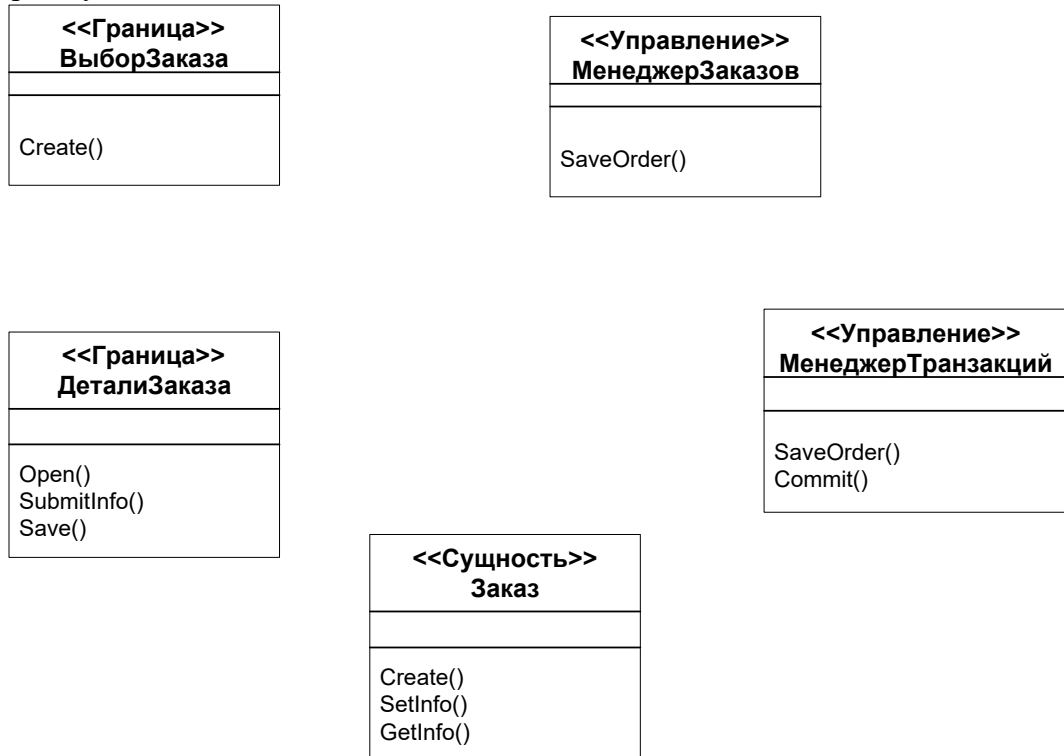 <<Граница>>
ВыборЗаказа
Create()
<<Управление>>
МенеджерЗаказов
SaveOrder()
<<Граница>>
ДеталиЗаказа
Open()
SubmitInfo()
Save()
<<Управление>>
МенеджерТранзакций
SaveOrder()
Commit()
<<Сущность>>
Заказ
Create()
SetInfo()
GetInfo()